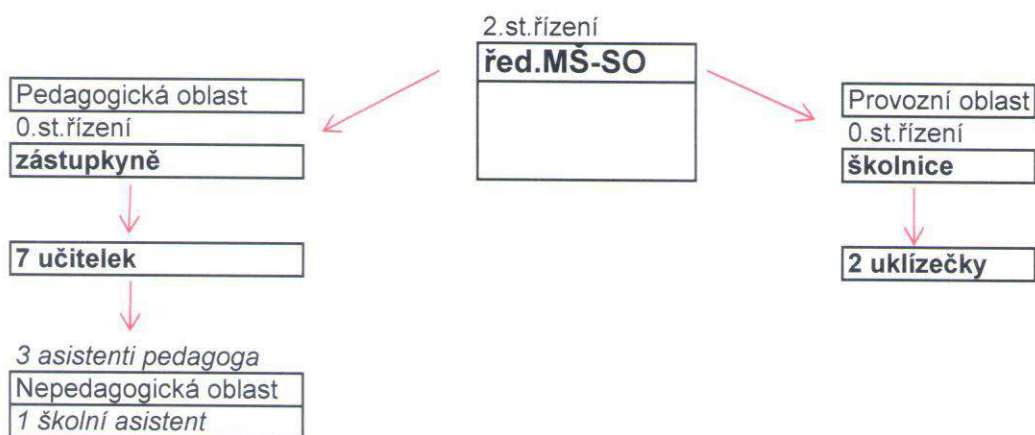 2.st.řízení
řed.MŠ-SO
Pedagogická oblast
0.st.řízení
zástupkyně
7 učitelek
3 asistenti pedagoga
Nepedagogická oblast
1 školní asistent
Provozní oblast
0.st.řízení
školnice
2 uklízečky